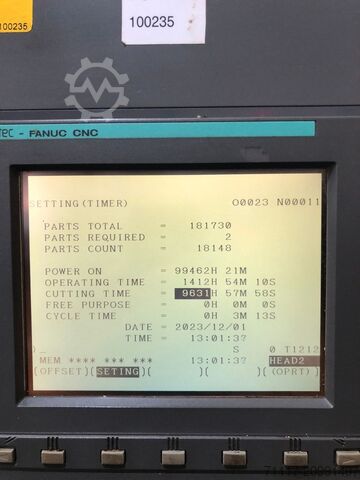 100235
100235
tec - FANUC CNC
SETTING(TIMER) O0023 N00011
PARTS TOTAL = 181730
PARTS REQUIRED = 2
PARTS COUNT = 18148
POWER ON = 99462H 21M
OPERATING TIME = 1412H 54M 10S
CUTTING TIME = 9631H 57M 58S
FREE PURPOSE = 0H 0M 0S
CYCLE TIME = 0H 3M 13S
DATE = 2023/12/01
TIME = 13:01:37
)_ S 0 T1212
MEM **** *** *** 13:01:37 HEAD2
(OFFSET)(SETING)( )( )( (OPRT) )